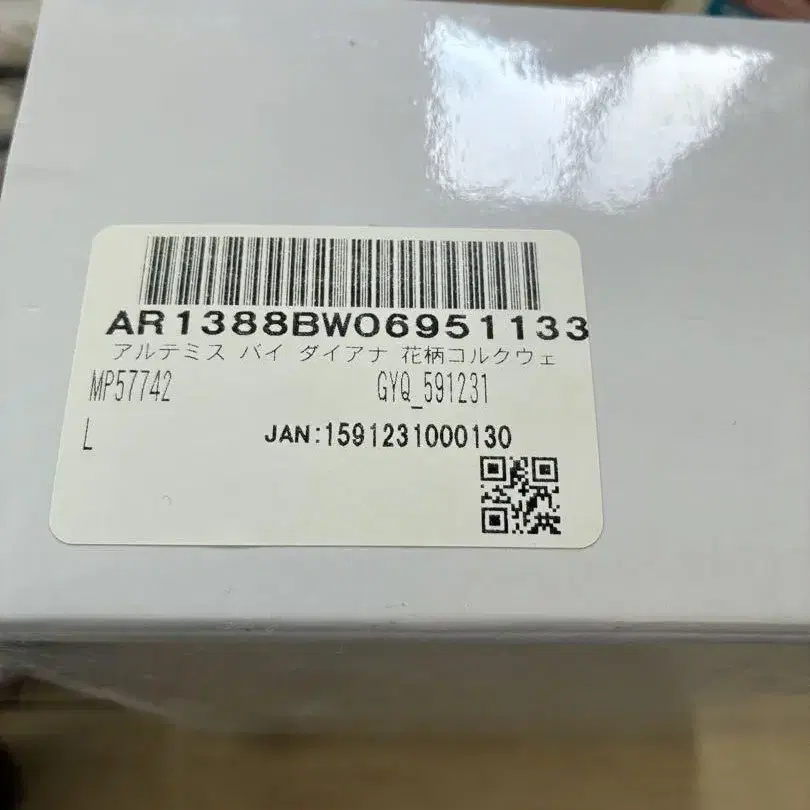 AR1388BW06951133
アルテミス バイ ダイアナ 花柄コルクウェ
MP57742 GYQ_591231
L JAN:1591231000130